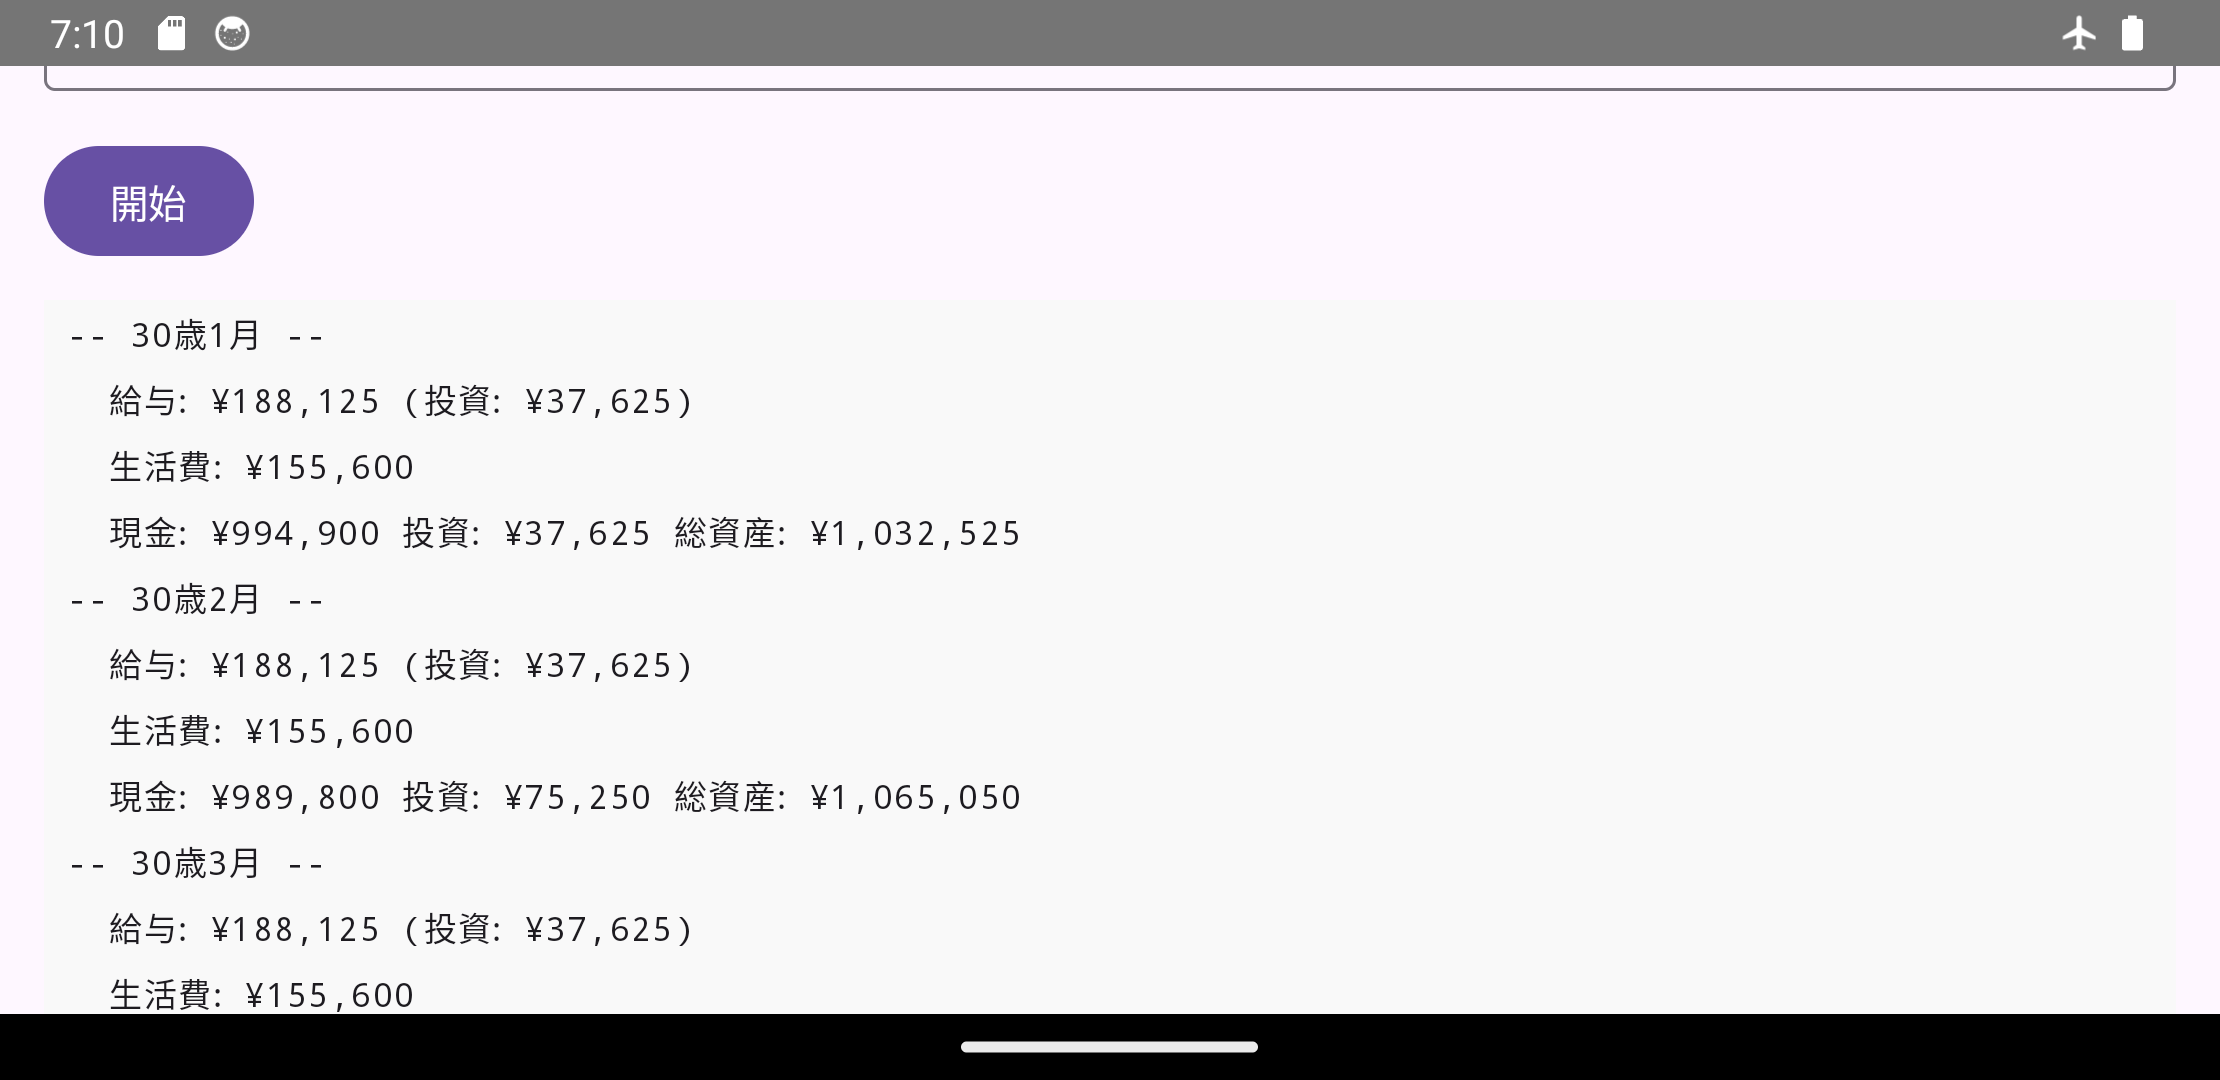 7:10
開始
-- 30歳1月 --
給与: ¥188,125 (投資: ¥37,625)
生活費: ¥155,600
現金: ¥994,900 投資: ¥37,625 総資産: ¥1,032,525
-- 30歳2月 --
給与: ¥188,125 (投資: ¥37,625)
生活費: ¥155,600
現金: ¥989,800 投資: ¥75,250 総資産: ¥1,065,050
-- 30歳3月 --
給与: ¥188,125 (投資: ¥37,625)
生活費: ¥155,600